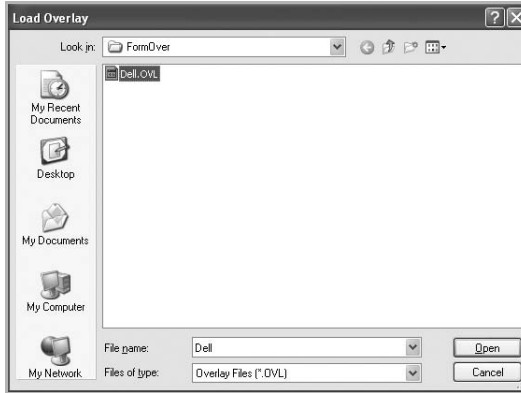 Load Overlay
Look in: FormOver
Dell.OVL
My Recent
Documents
Desktop
My Documents
My Computer
My Network
File name: Dell Open
Files of type: Overlay Files (*.OVL) Cancel